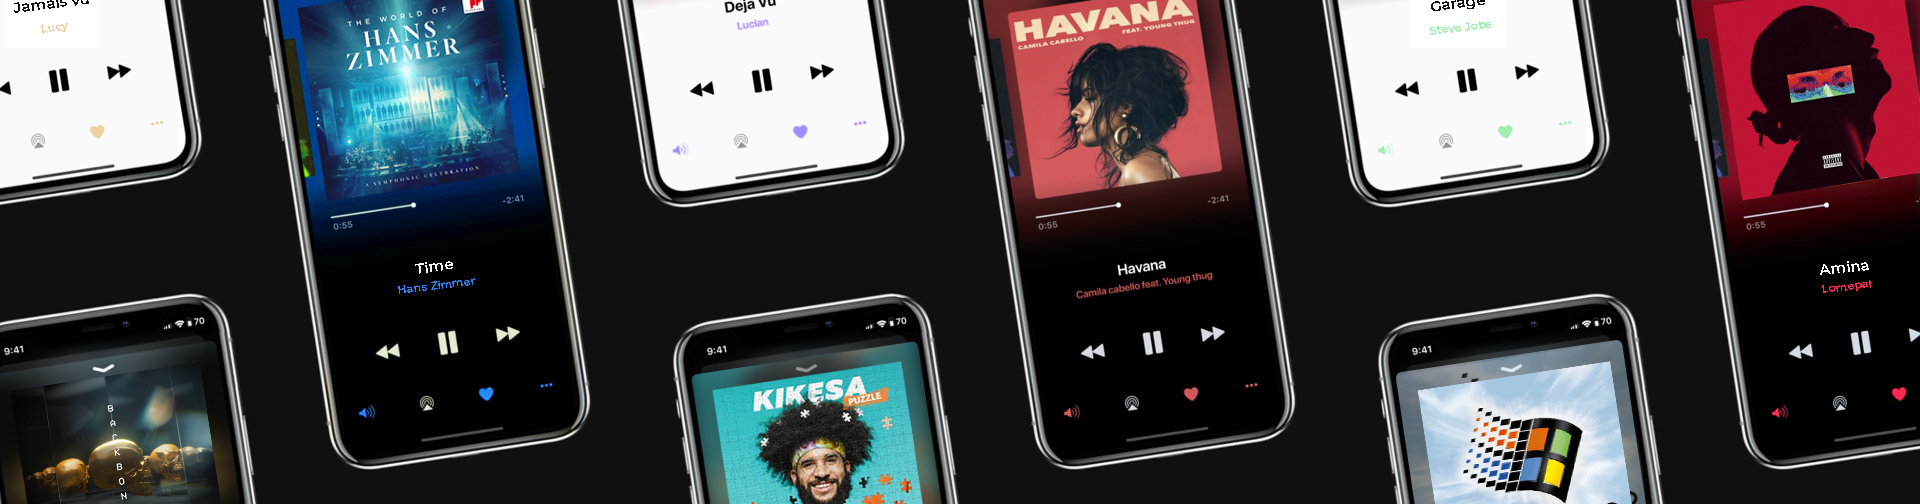 Jamais vu
Lucy
THE WORLD OF
HANS
ZIMMER
A SYMPHONIC CELEBRATION
0:55
-2:41
Time
Hans Zimmer
Deja Vu
Lucian
HAVANA
CAMILA CABELLO
FEAT. YOUNG THUG
0:55
-2:41
Havana
Camila cabello feat. Young thug
Garage
Steve Jobs
0:55
Amina
Lomepal
9:41
70
BACKBON
9:41
70
KIKESA
PUZZLE
9:41
70